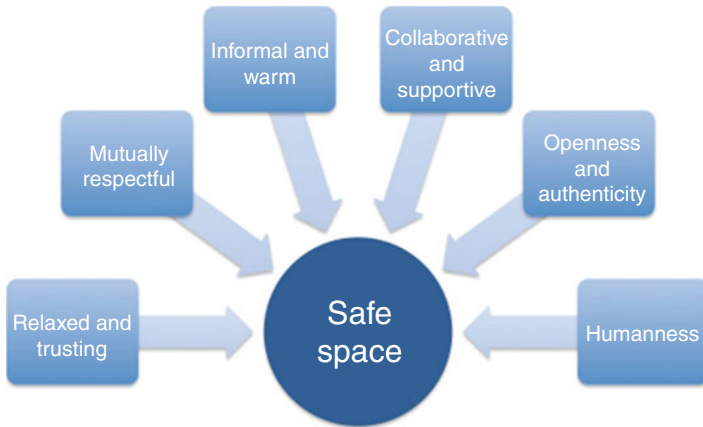 Informal and
warm
Collaborative
and
supportive
Mutually
respectful
Openness
and
authenticity
Relaxed and
trusting
Safe
space
Humanness